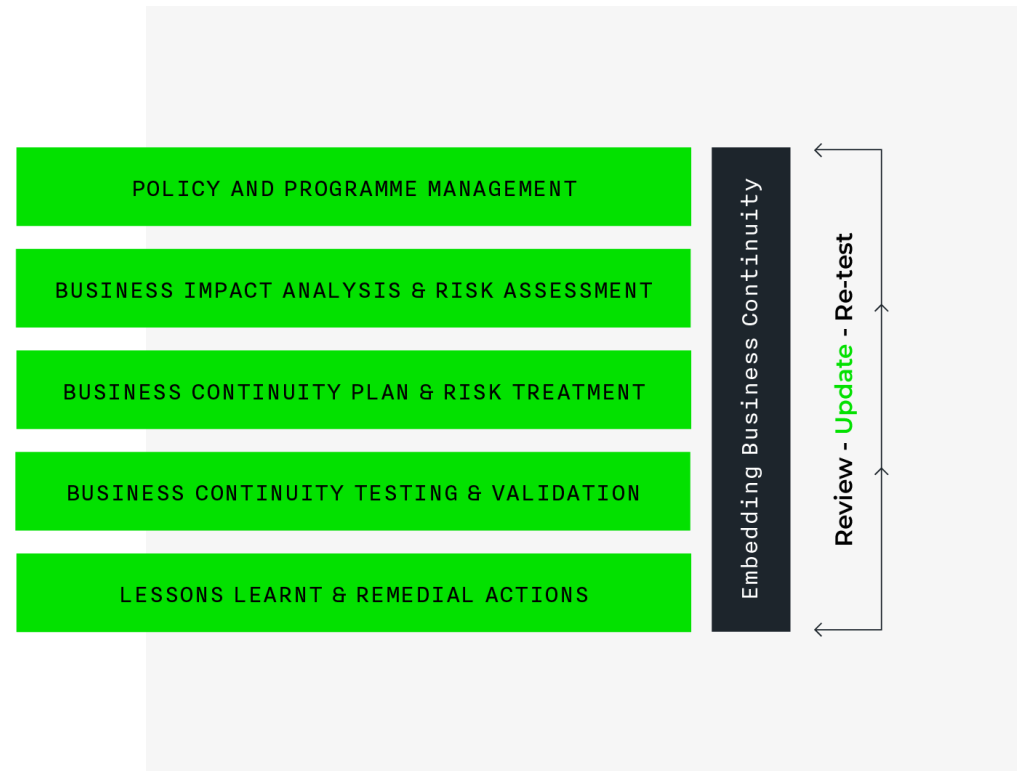 POLICY AND PROGRAMME MANAGEMENT
BUSINESS IMPACT ANALYSIS & RISK ASSESSMENT
BUSINESS CONTINUITY PLAN & RISK TREATMENT
BUSINESS CONTINUITY TESTING & VALIDATION
LESSONS LEARNT & REMEDIAL ACTIONS
Embedding Business Continuity
Review - Update - Re-test